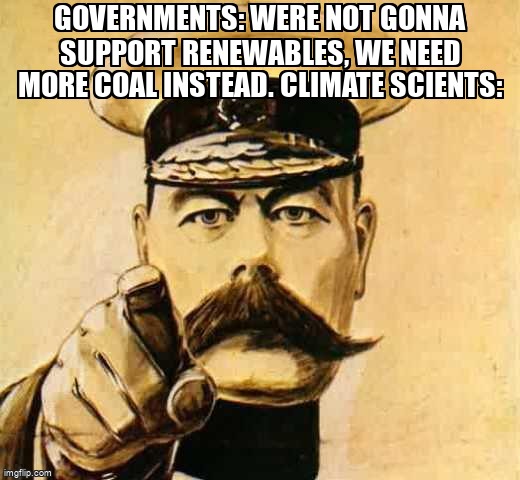 GOVERNMENTS: WERE NOT GONNA
SUPPORT RENEWABLES, WE NEED
MORE COAL INSTEAD. CLIMATE SCIENTS:
imgflip.com